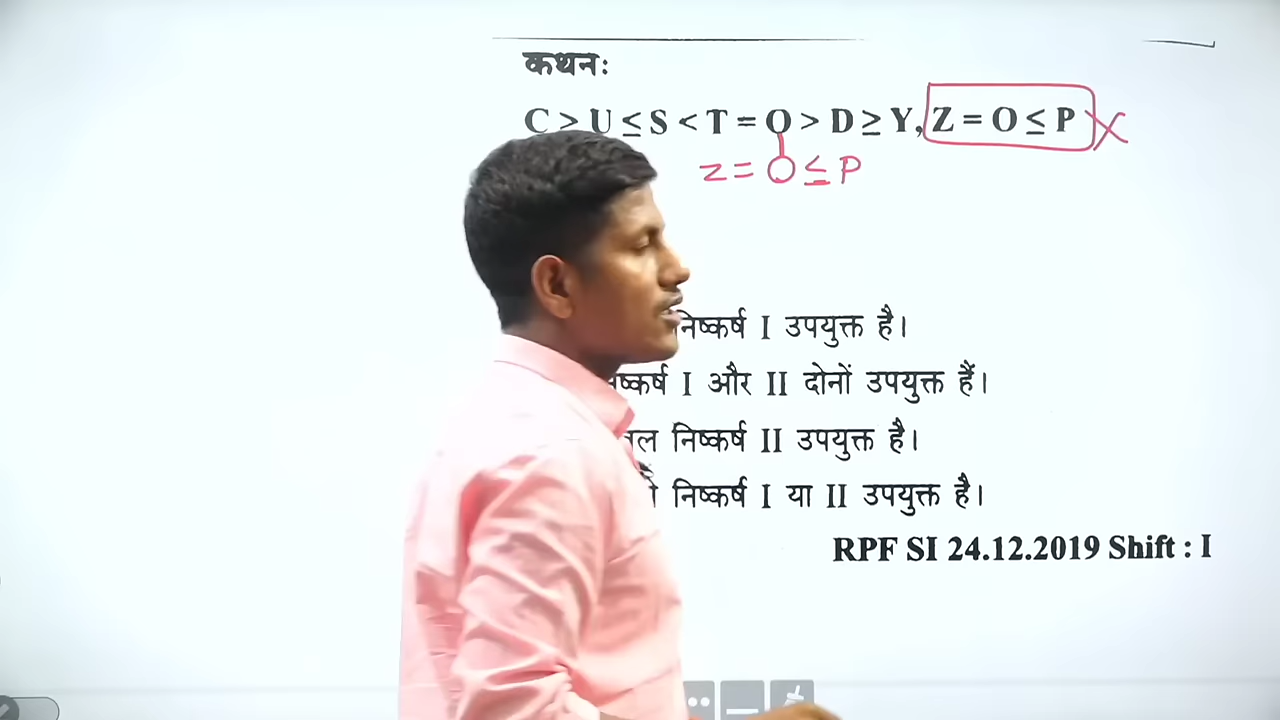 कथनः
C > U ≤ S < T = O > D ≥ Y, Z = O ≤ P ×
z = O ≤ P
निष्कर्ष I उपयुक्त है।
निष्कर्ष I और II दोनों उपयुक्त हैं।
निष्कर्ष II उपयुक्त है।
निष्कर्ष I या II उपयुक्त है।
RPF SI 24.12.2019 Shift : I